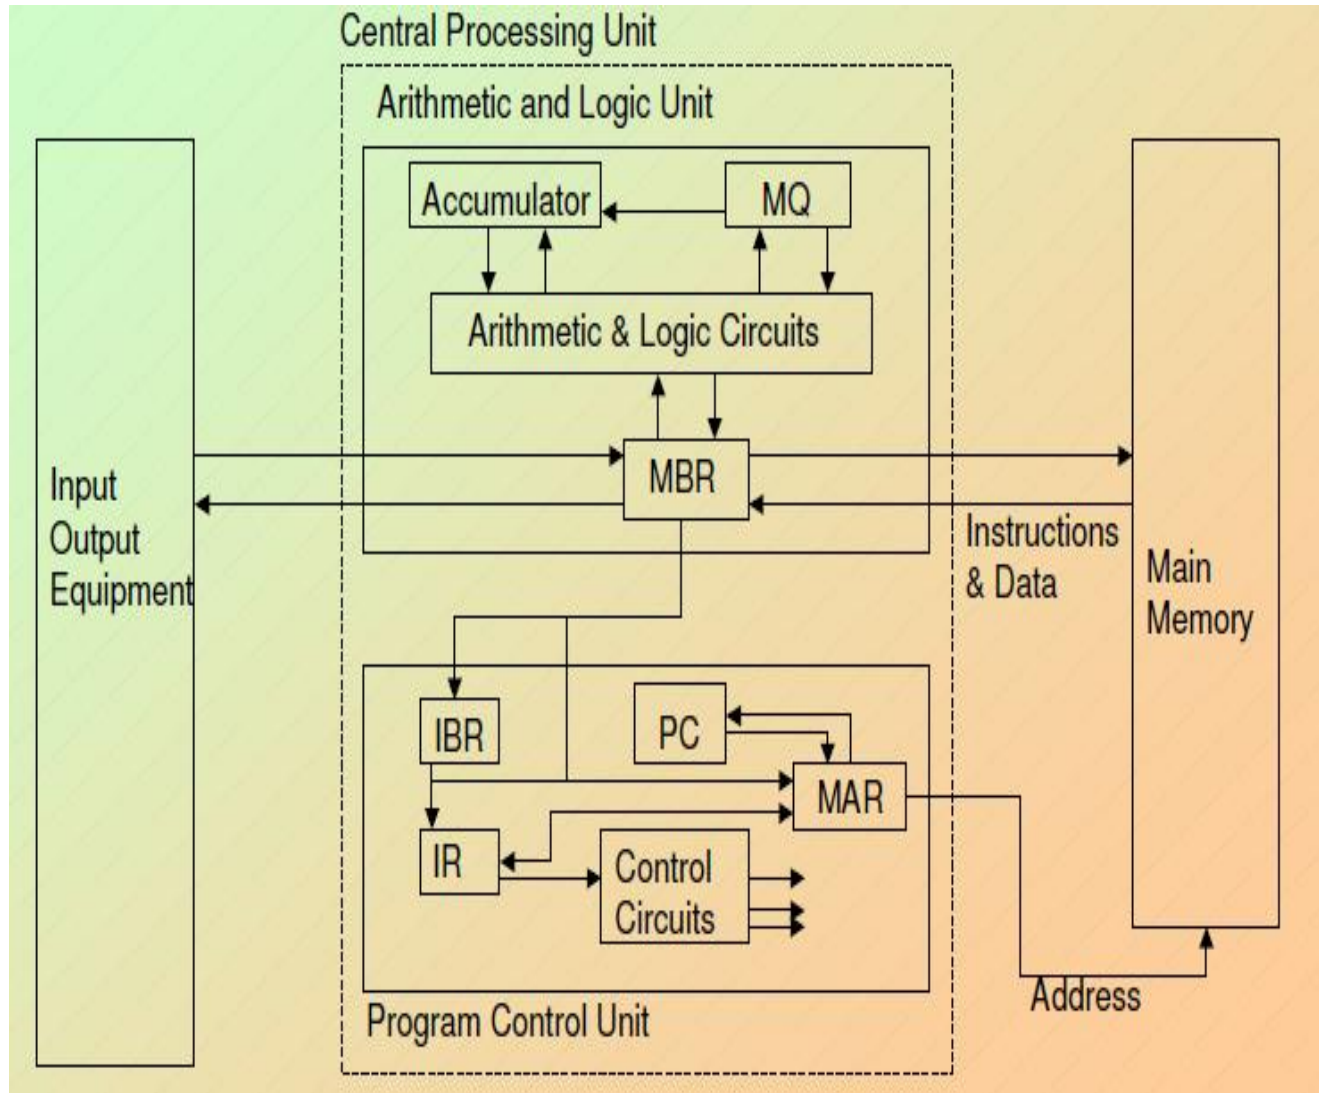 Central Processing Unit
Arithmetic and Logic Unit
Accumulator
MQ
Arithmetic & Logic Circuits
MBR
Input
Output
Equipment
Instructions
& Data
Main
Memory
IBR
PC
MAR
IR
Control
Circuits
Address
Program Control Unit